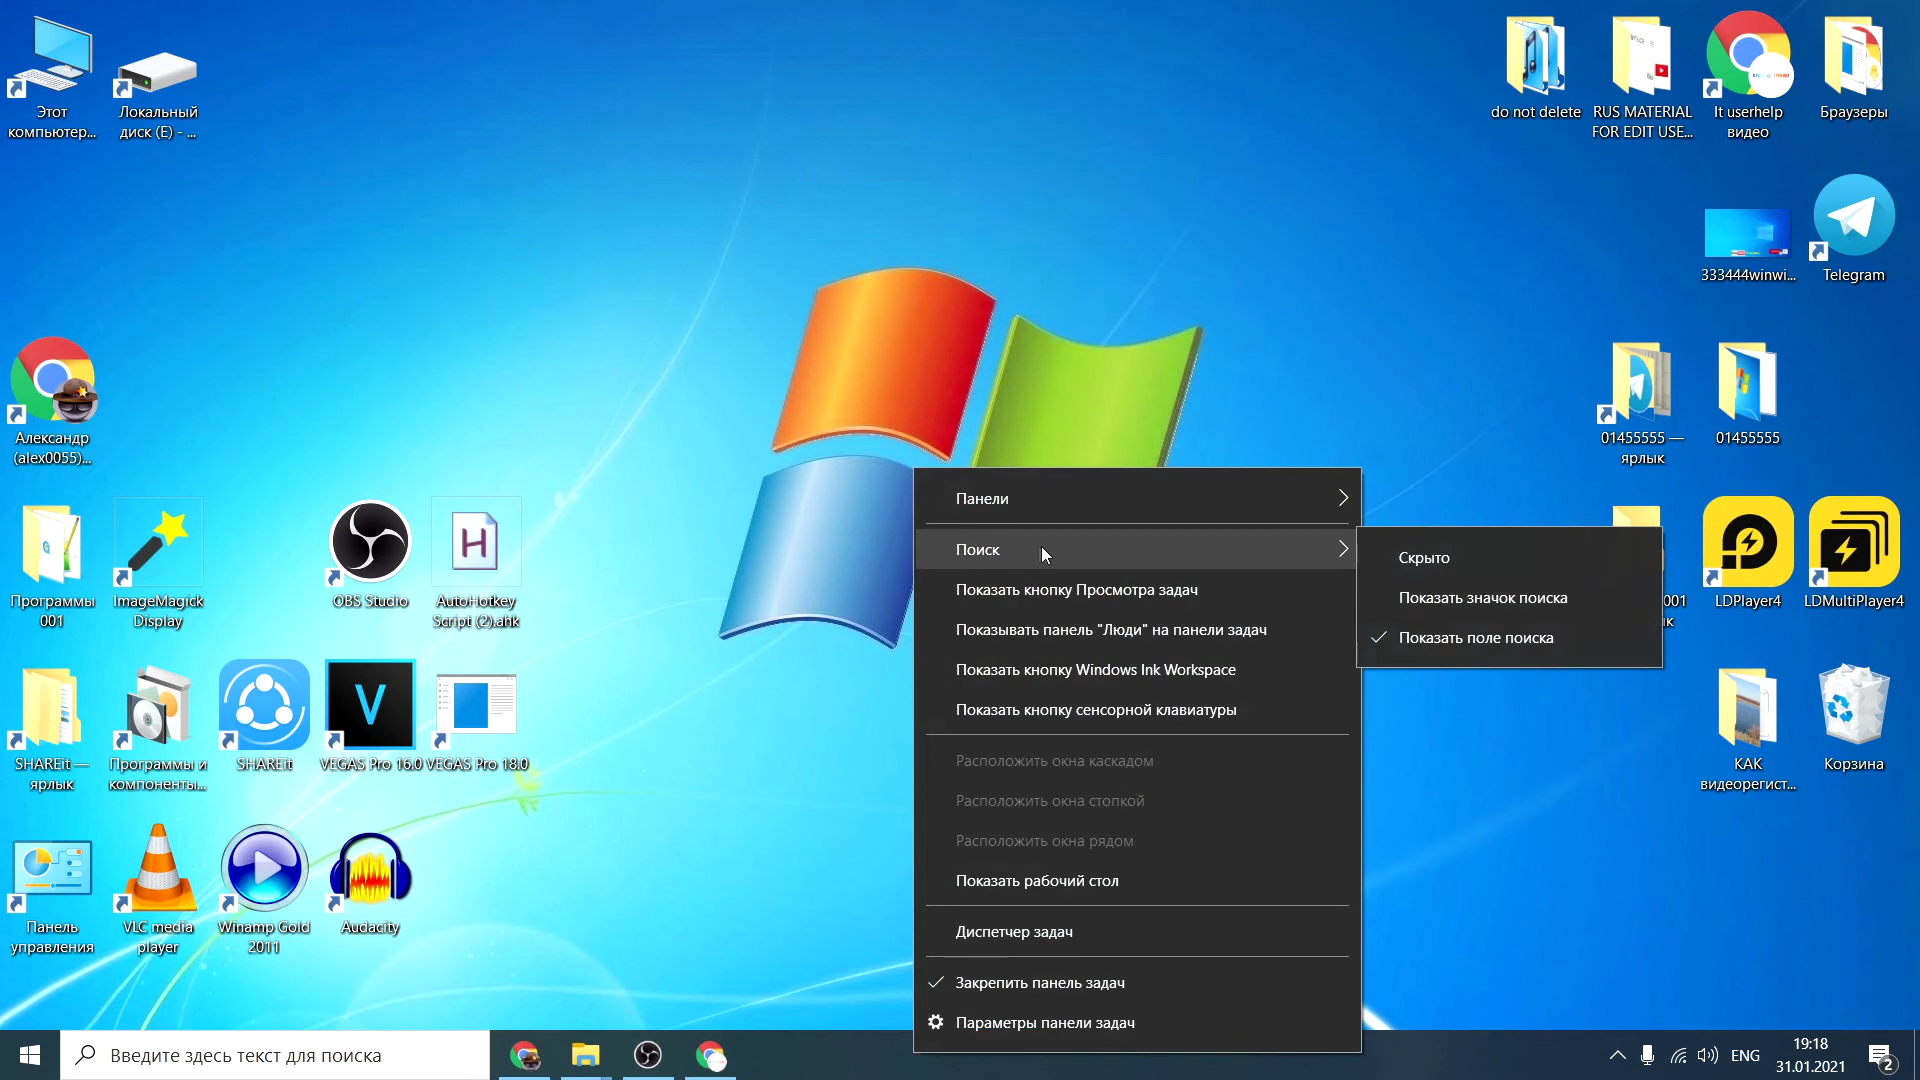 Этот
компьютер...
Локальный
диск (E) - ...
do not delete
RUS MATERIAL
FOR EDIT USE...
It userhelp
видео
Браузеры
333444winwi...
Telegram
Александр
(alex0055)...
01455555 —
ярлык
01455555
Программы
001
ImageMagick
Display
OBS Studio
AutoHotkey
Script (2).ahk
LDPlayer4
LDMultiPlayer4
SHAREit —
ярлык
Программы и
компоненты...
SHAREit
VEGAS Pro 16.0
VEGAS Pro 18.0
КАК
видеорегист...
Корзина
Панель
управления
VLC media
player
Winamp Gold
2011
Audacity
Панели
Поиск
Показать кнопку Просмотра задач
Показывать панель "Люди" на панели задач
Показать кнопку Windows Ink Workspace
Показать кнопку сенсорной клавиатуры
Расположить окна каскадом
Расположить окна стопкой
Расположить окна рядом
Показать рабочий стол
Диспетчер задач
Закрепить панель задач
Параметры панели задач
Скрыто
Показать значок поиска
Показать поле поиска
001
Введите здесь текст для поиска
ENG
19:18
31.01.2021
2